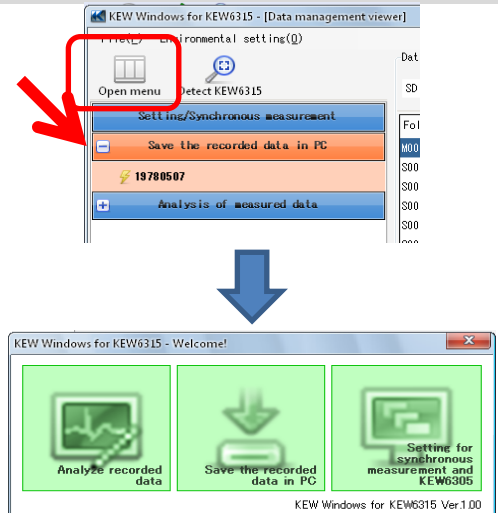 KEW Windows for KEW6315 - [Data management viewer]
File(F) Environmental setting(O)
Open menu
Detect KEW6315
Dat
SD
Setting/Synchronous measurement
Fol
Save the recorded data in PC
M00
19780507
S00
S00
Analysis of measured data
S00
S00
KEW Windows for KEW6315 - Welcome!
Analyze recorded
data
Save the recorded
data in PC
Setting for
synchronous
measurement and
KEW6305
KEW Windows for KEW6315 Ver.1.00